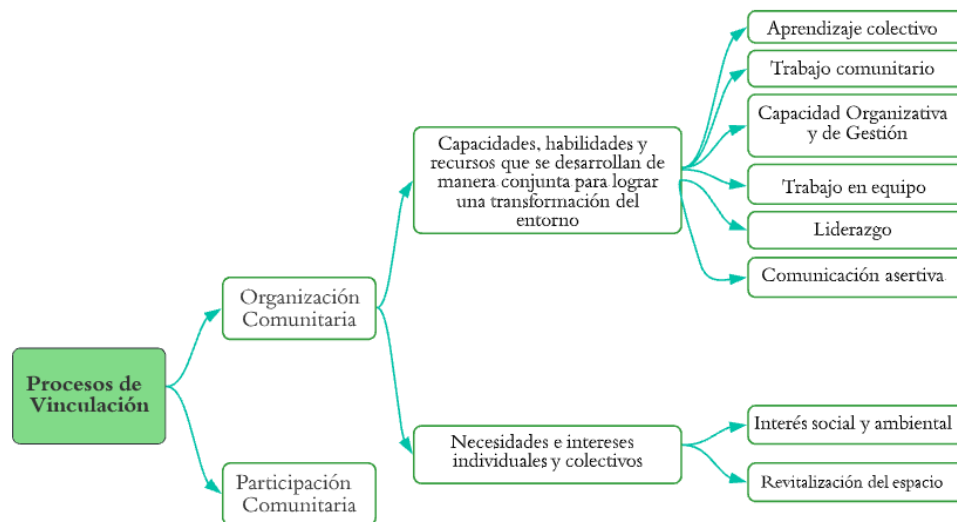 Procesos de
Vinculación
Organización
Comunitaria
Participación
Comunitaria
Capacidades, habilidades y
recursos que se desarrollan de
manera conjunta para lograr
una transformación del
entorno
Necesidades e intereses
individuales y colectivos
Aprendizaje colectivo
Trabajo comunitario
Capacidad Organizativa
y de Gestión
Trabajo en equipo
Liderazgo
Comunicación asertiva
Interés social y ambiental
Revitalización del espacio